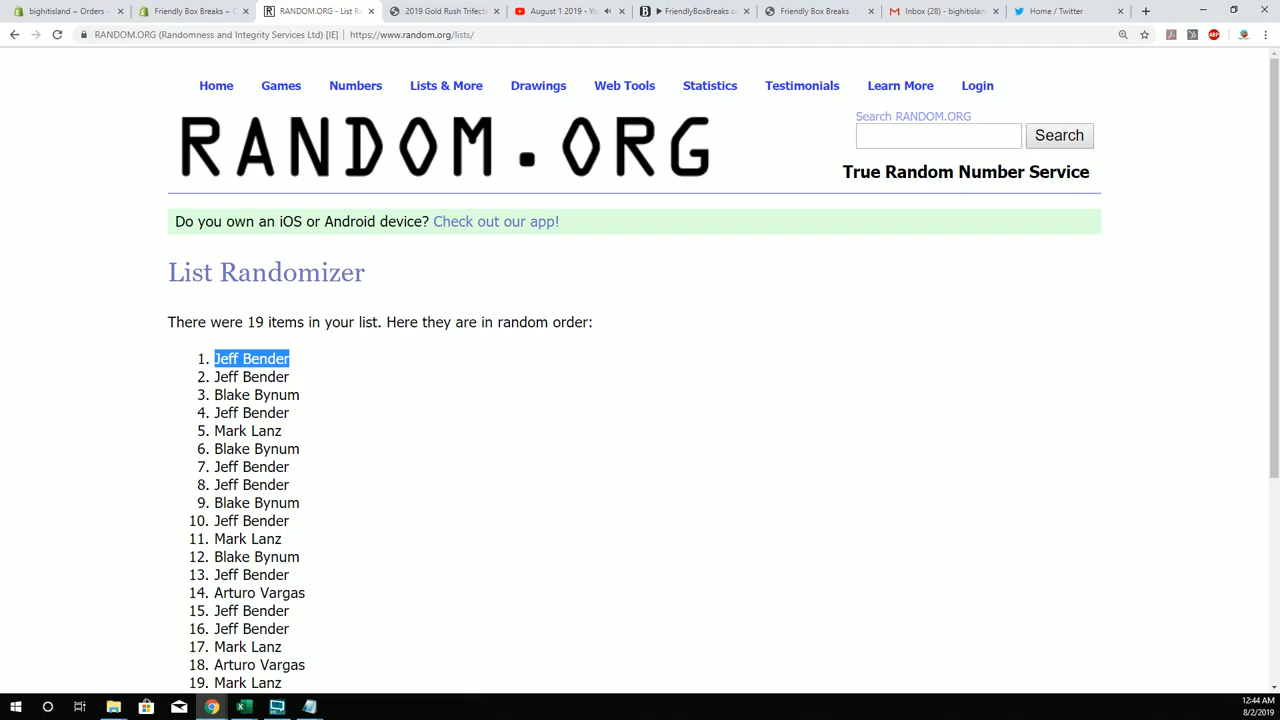 bighitisland ~ Orders ~
Friendly Box Breaks ~ C
RANDOM.ORG - List R
2019 Gold Rush Trifecta
August 1 2019 - Yo
FriendlyBoxBreaks o
Friendly Box Breaks
Inbox (28) - bighitislan
Home / Twitter
RANDOM.ORG (Randomness and Integrity Services Ltd) [IE] | https://www.random.org/lists/
Home Games Numbers Lists & More Drawings Web Tools Statistics Testimonials Learn More Login
RANDOM.ORG
Search RANDOM.ORG
Search
True Random Number Service
Do you own an iOS or Android device? Check out our app!
List Randomizer
There were 19 items in your list. Here they are in random order:
1. Jeff Bender
2. Jeff Bender
3. Blake Bynum
4. Jeff Bender
5. Mark Lanz
6. Blake Bynum
7. Jeff Bender
8. Jeff Bender
9. Blake Bynum
10. Jeff Bender
11. Mark Lanz
12. Blake Bynum
13. Jeff Bender
14. Arturo Vargas
15. Jeff Bender
16. Jeff Bender
17. Mark Lanz
18. Arturo Vargas
19. Mark Lanz
12:44 AM
8/2/2019